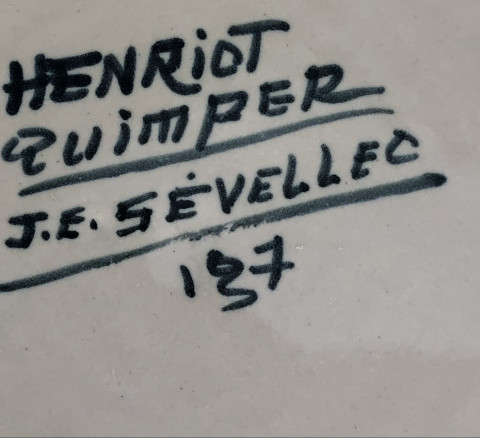 HENRiOT
QUiMPER
J.E. SÉVELLEC
137